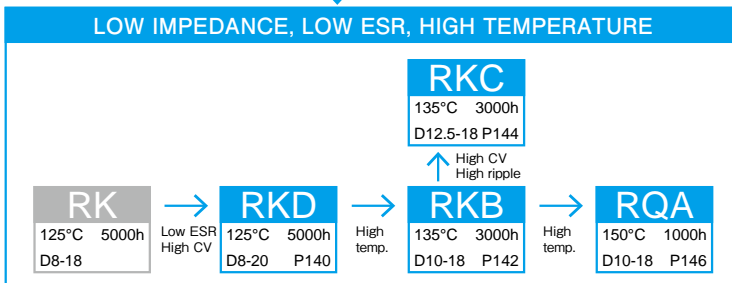 LOW IMPEDANCE, LOW ESR, HIGH TEMPERATURE
RKC
135°C 3000h
D12.5-18 P144
High CV
High ripple
RK
125°C 5000h
D8-18
Low ESR
High CV
RKD
125°C 5000h
D8-20 P140
High
temp.
RKB
135°C 3000h
D10-18 P142
High
temp.
RQA
150°C 1000h
D10-18 P146